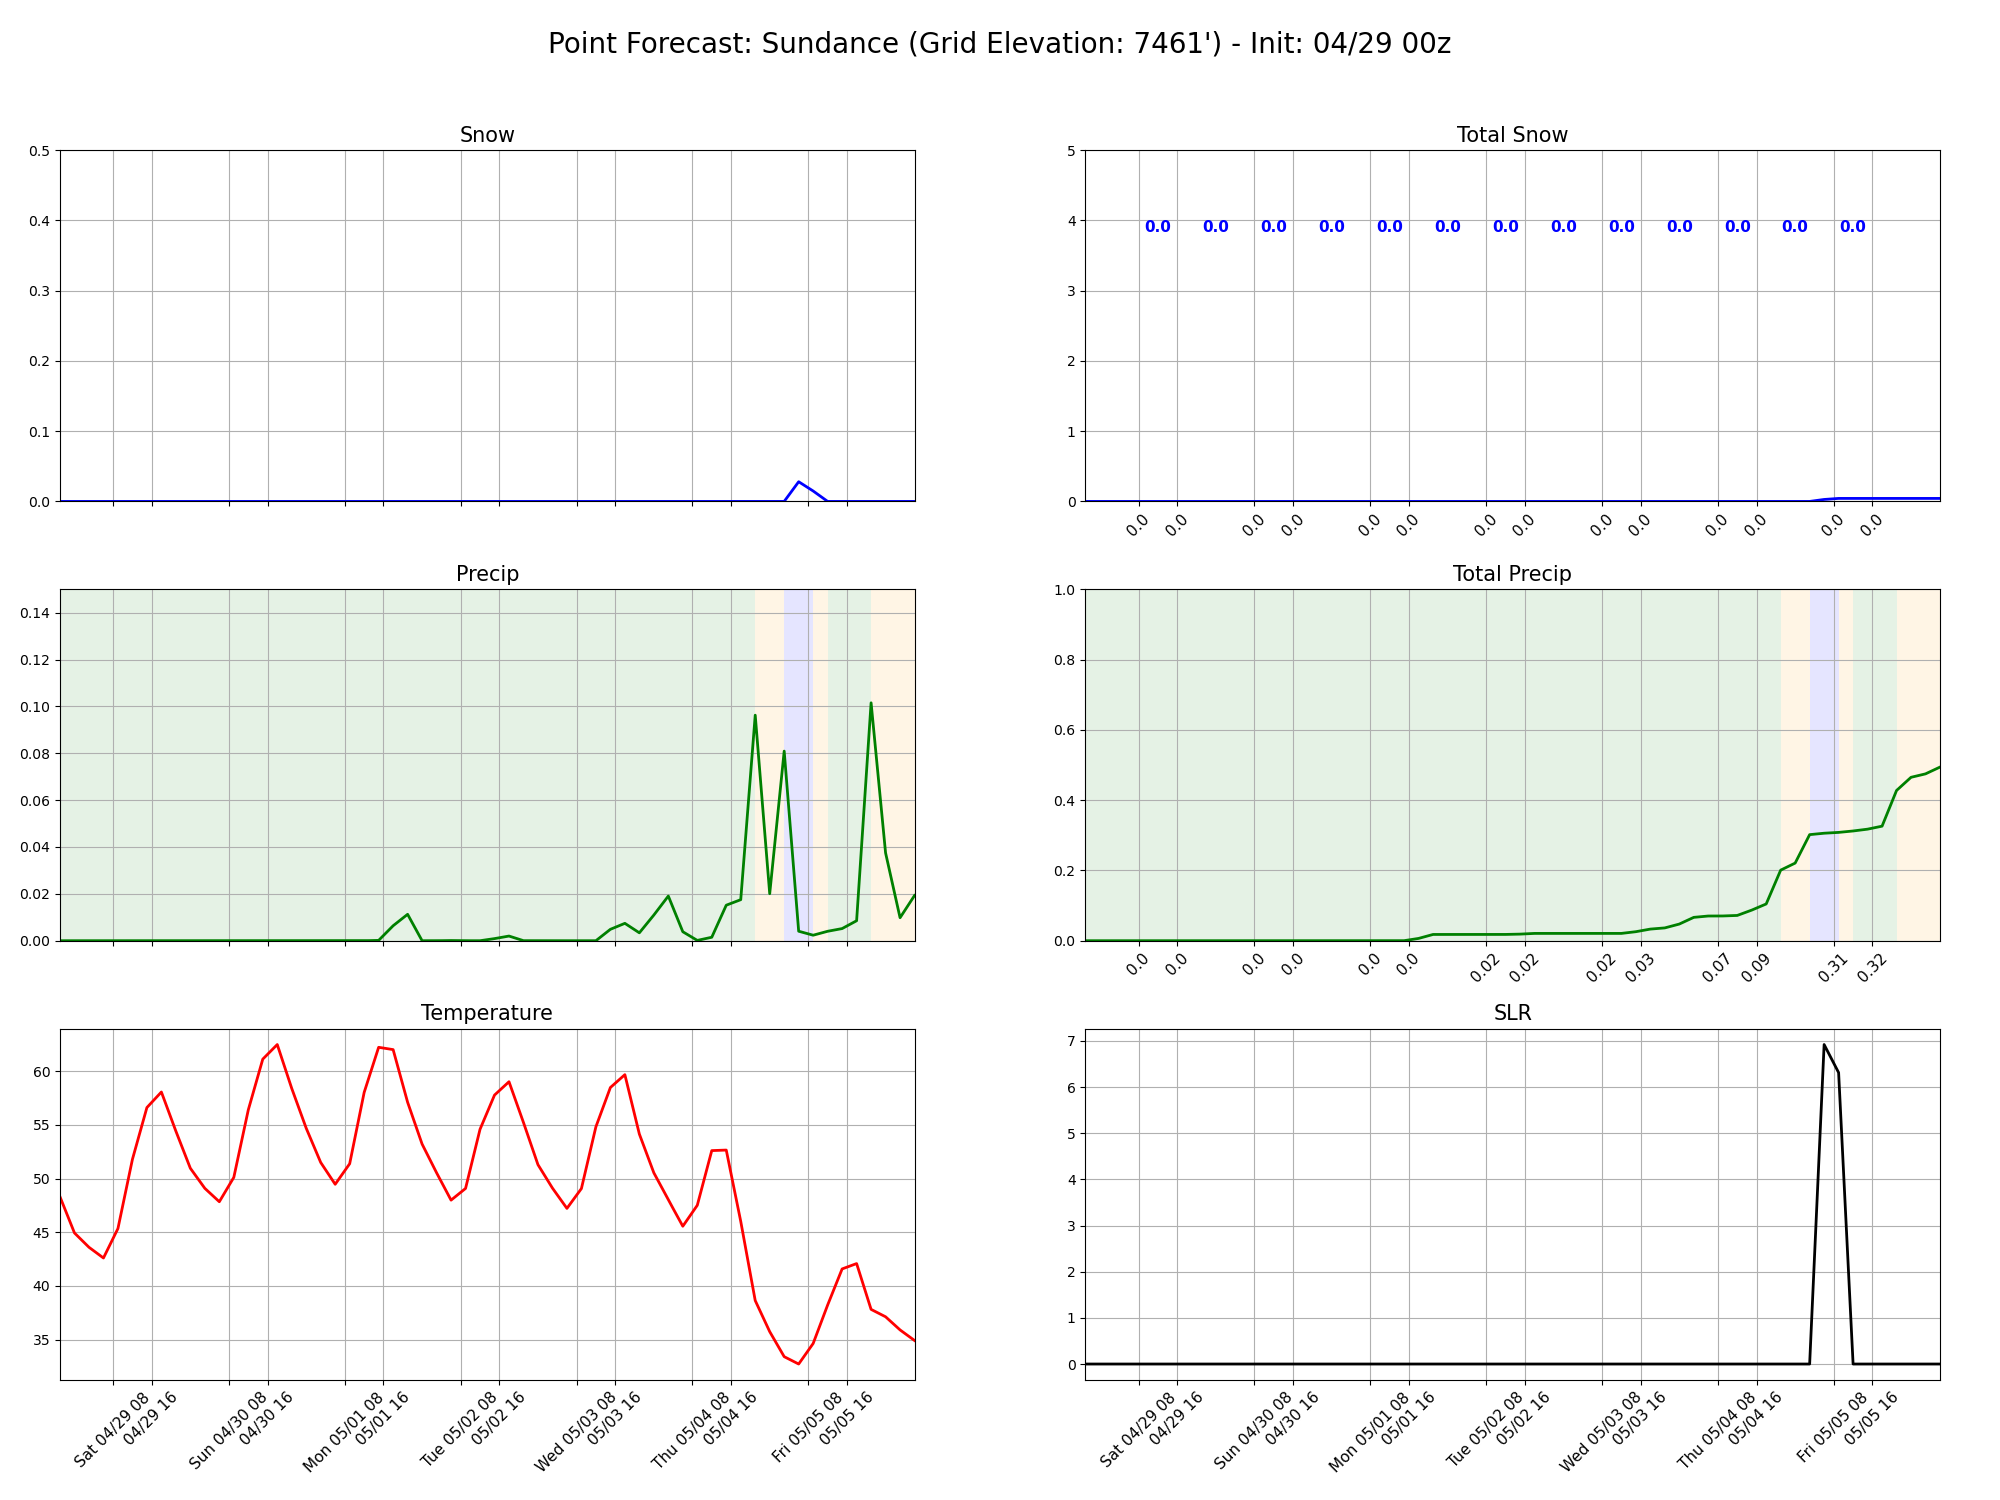 Point Forecast: Sundance (Grid Elevation: 7461') - Init: 04/29 00z
Snow
0.5
0.4
0.3
0.2
0.1
0.0
Total Snow
5
4
3
2
1
0
0.0 0.0 0.0 0.0 0.0 0.0 0.0 0.0 0.0 0.0 0.0 0.0 0.0
0.0 0.0 0.0 0.0 0.0 0.0 0.0 0.0 0.0 0.0 0.0 0.0 0.0 0.0
Precip
0.14
0.12
0.10
0.08
0.06
0.04
0.02
0.00
Total Precip
1.0
0.8
0.6
0.4
0.2
0.0
0.0 0.0 0.0 0.0 0.0 0.0 0.02 0.02 0.02 0.03 0.07 0.09 0.31 0.32
Temperature
60
55
50
45
40
35
Sat 04/29 08
04/29 16
Sun 04/30 08
04/30 16
Mon 05/01 08
05/01 16
Tue 05/02 08
05/02 16
Wed 05/03 08
05/03 16
Thu 05/04 08
05/04 16
Fri 05/05 08
05/05 16
SLR
7
6
5
4
3
2
1
0
Sat 04/29 08
04/29 16
Sun 04/30 08
04/30 16
Mon 05/01 08
05/01 16
Tue 05/02 08
05/02 16
Wed 05/03 08
05/03 16
Thu 05/04 08
05/04 16
Fri 05/05 08
05/05 16